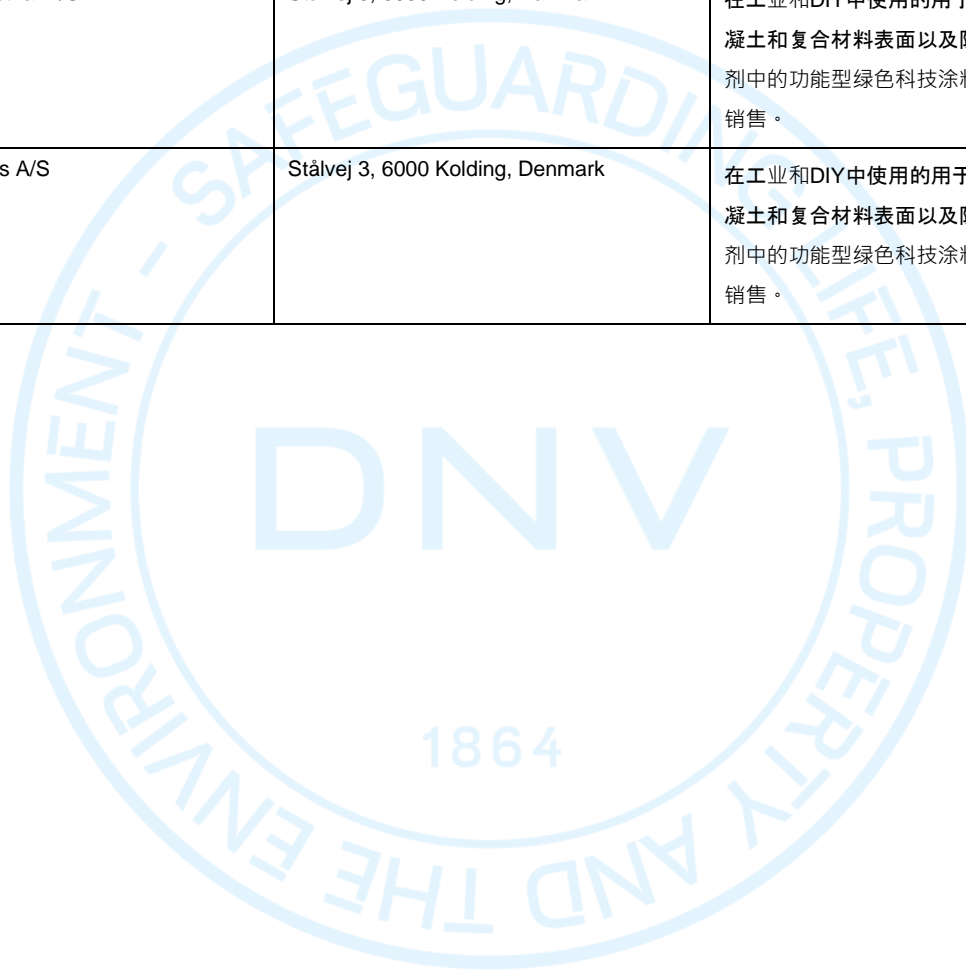 凝土和复合材料表面以及
剂中的功能型绿色科技涂
销售。
s A/S
Stålvej 3, 6000 Kolding, Denmark
在工业和DIY中使用的用于
凝土和复合材料表面以及
剂中的功能型绿色科技涂
销售。
SAFEGUARDING LIFE, PROPERTY AND THE ENVIRONMENT -
DNV
1864